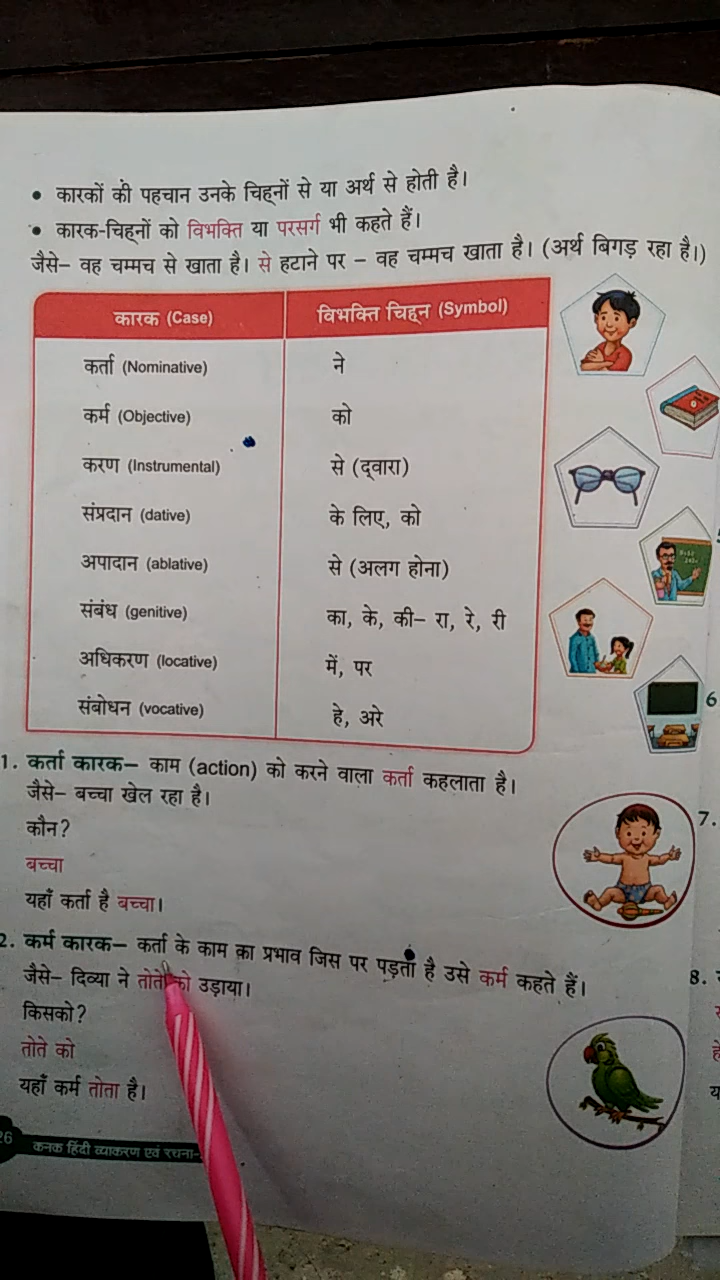 • कारकों की पहचान उनके चिह्नों से या अर्थ से होती है।
• कारक-चिह्नों को विभक्ति या परसर्ग भी कहते हैं।
जैसे– वह चम्मच से खाता है। से हटाने पर – वह चम्मच खाता है। (अर्थ बिगड़ रहा है।)
कारक (Case) विभक्ति चिह्न (Symbol)
कर्ता (Nominative) ने
कर्म (Objective) को
करण (Instrumental) से (द्वारा)
संप्रदान (dative) के लिए, को
अपादान (ablative) से (अलग होना)
संबंध (genitive) का, के, की– रा, रे, री
अधिकरण (locative) में, पर
संबोधन (vocative) हे, अरे
6
1. कर्ता कारक– काम (action) को करने वाला कर्ता कहलाता है।
जैसे– बच्चा खेल रहा है।
7.
कौन?
बच्चा
यहाँ कर्ता है बच्चा।
2. कर्म कारक– कर्ता के काम का प्रभाव जिस पर पड़ता है उसे कर्म कहते हैं।
8.
जैसे– दिव्या ने तोते को उड़ाया।
किसको?
तोते को
यहाँ कर्म तोता है।
26 कनक हिंदी व्याकरण एवं रचना-